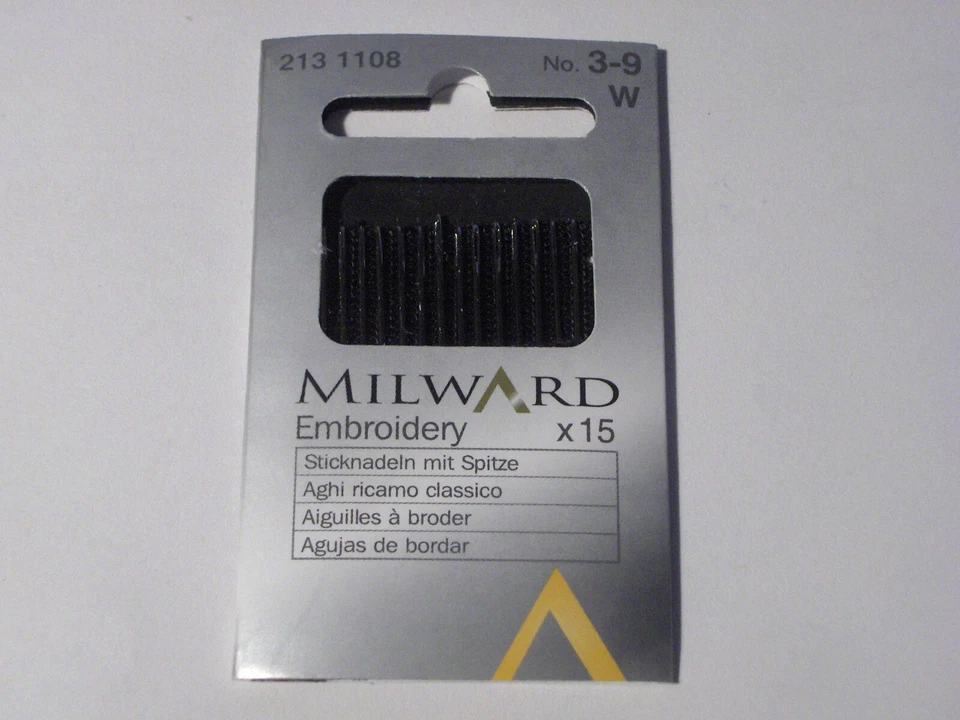 213 1108
No. 3-9
W
MILWARD
Embroidery x15
Sticknadeln mit Spitze
Aghi ricamo classico
Aiguilles à broder
Agujas de bordar